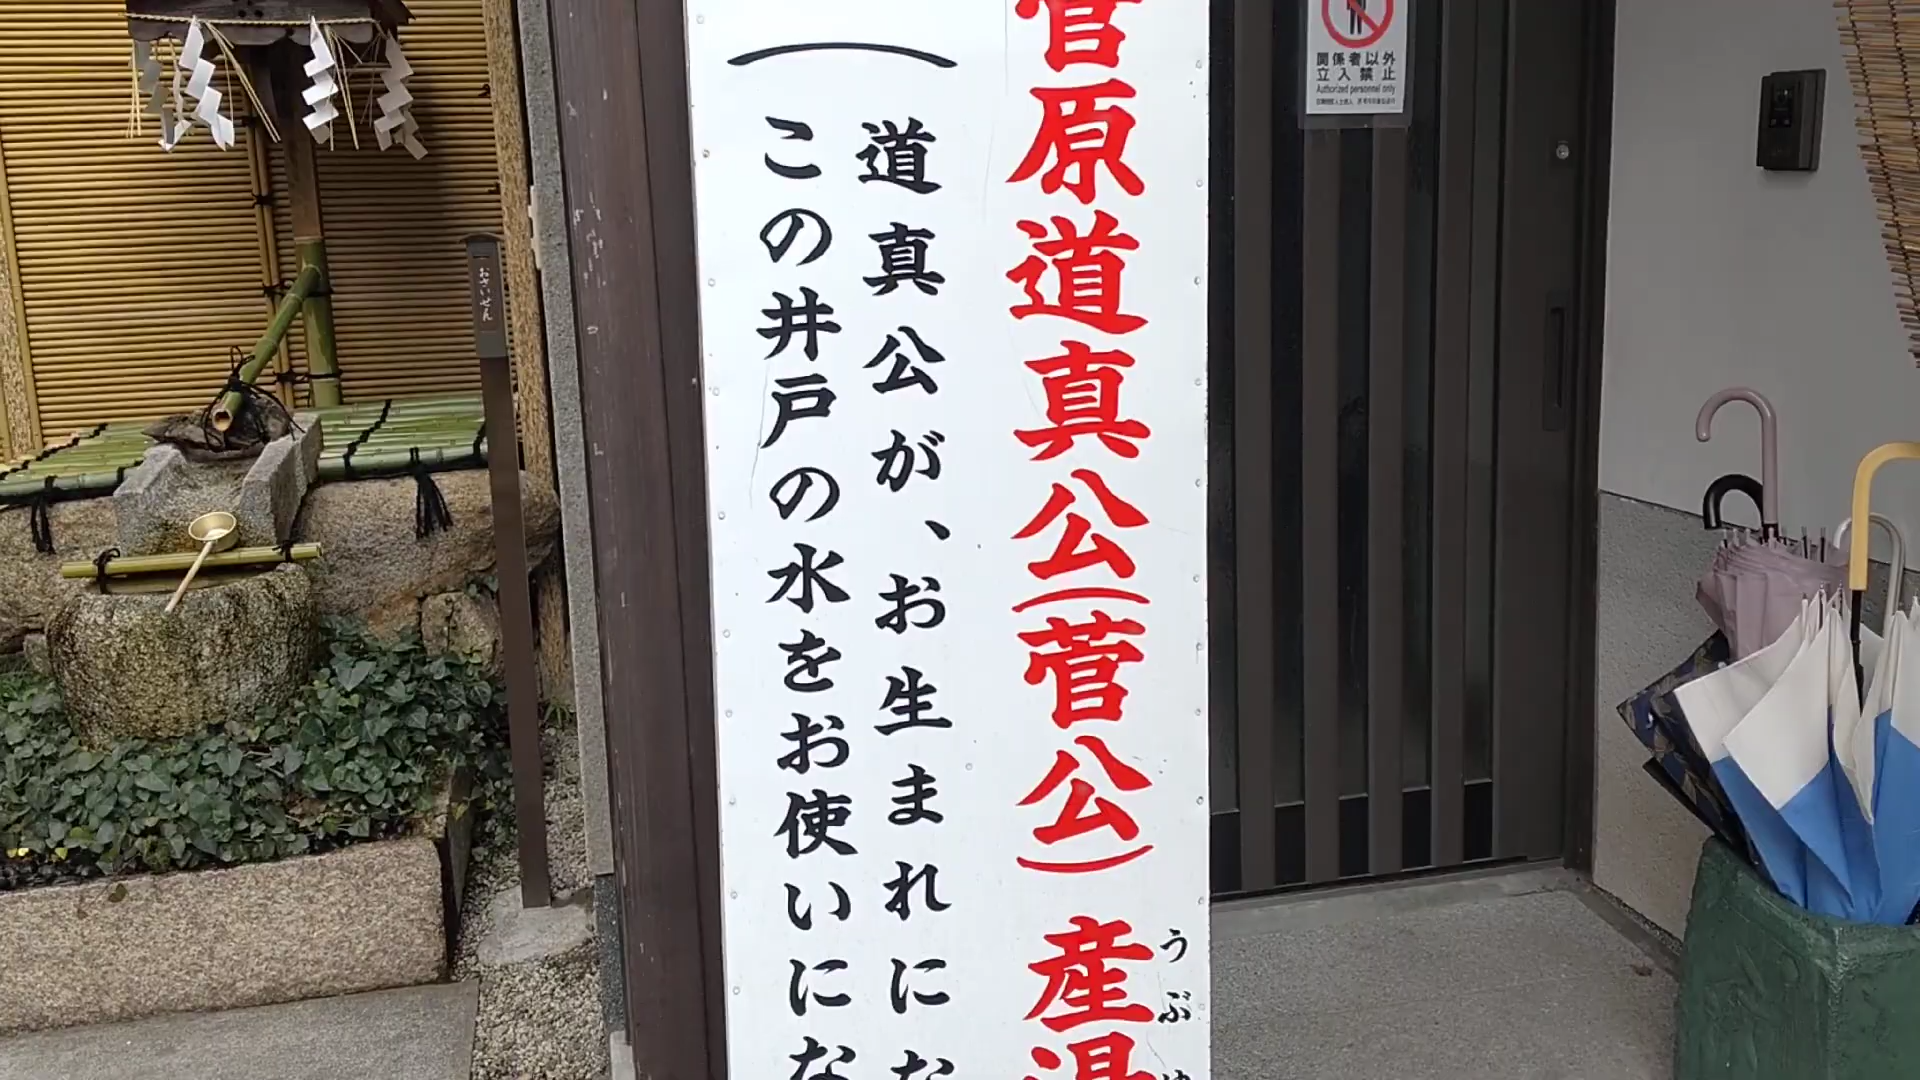 菅原道真公(菅公)産湯
うぶゆ
道真公が、お生まれにな
(この井戸の水をお使いにな
関係者以外
立入禁止
Authorized personnel only
おさいせん